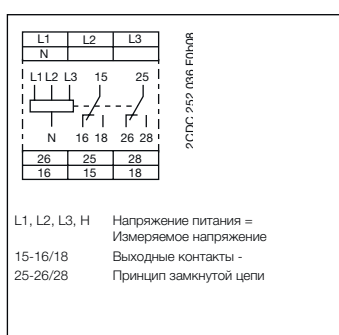 L1 L2 L3
N
L1 L2 L3 15 25
N 16 18 26 28
26 25 28
16 15 18
2CDC 252 036 F0b08
L1, L2, L3, H Напряжение питания =
Измеряемое напряжение
15-16/18 Выходные контакты -
25-26/28 Принцип замкнутой цепи